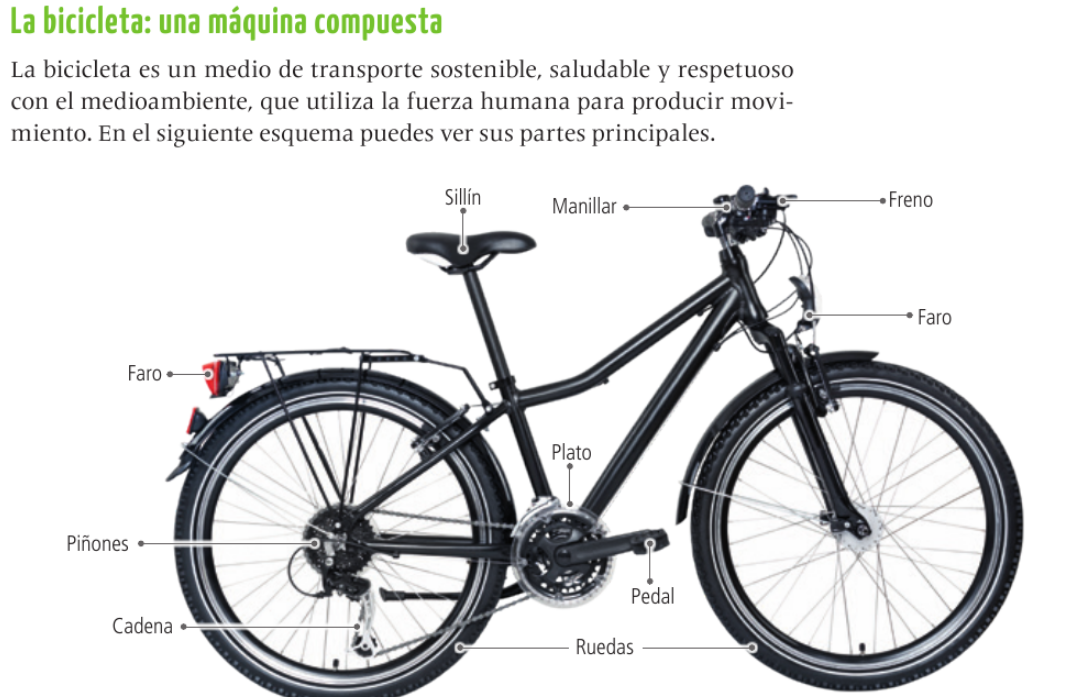 La bicicleta: una máquina compuesta
La bicicleta es un medio de transporte sostenible, saludable y respetuoso
con el medioambiente, que utiliza la fuerza humana para producir movi-
miento. En el siguiente esquema puedes ver sus partes principales.
Sillín
Manillar
Freno
Faro
Faro
Plato
Piñones
Pedal
Cadena
Ruedas